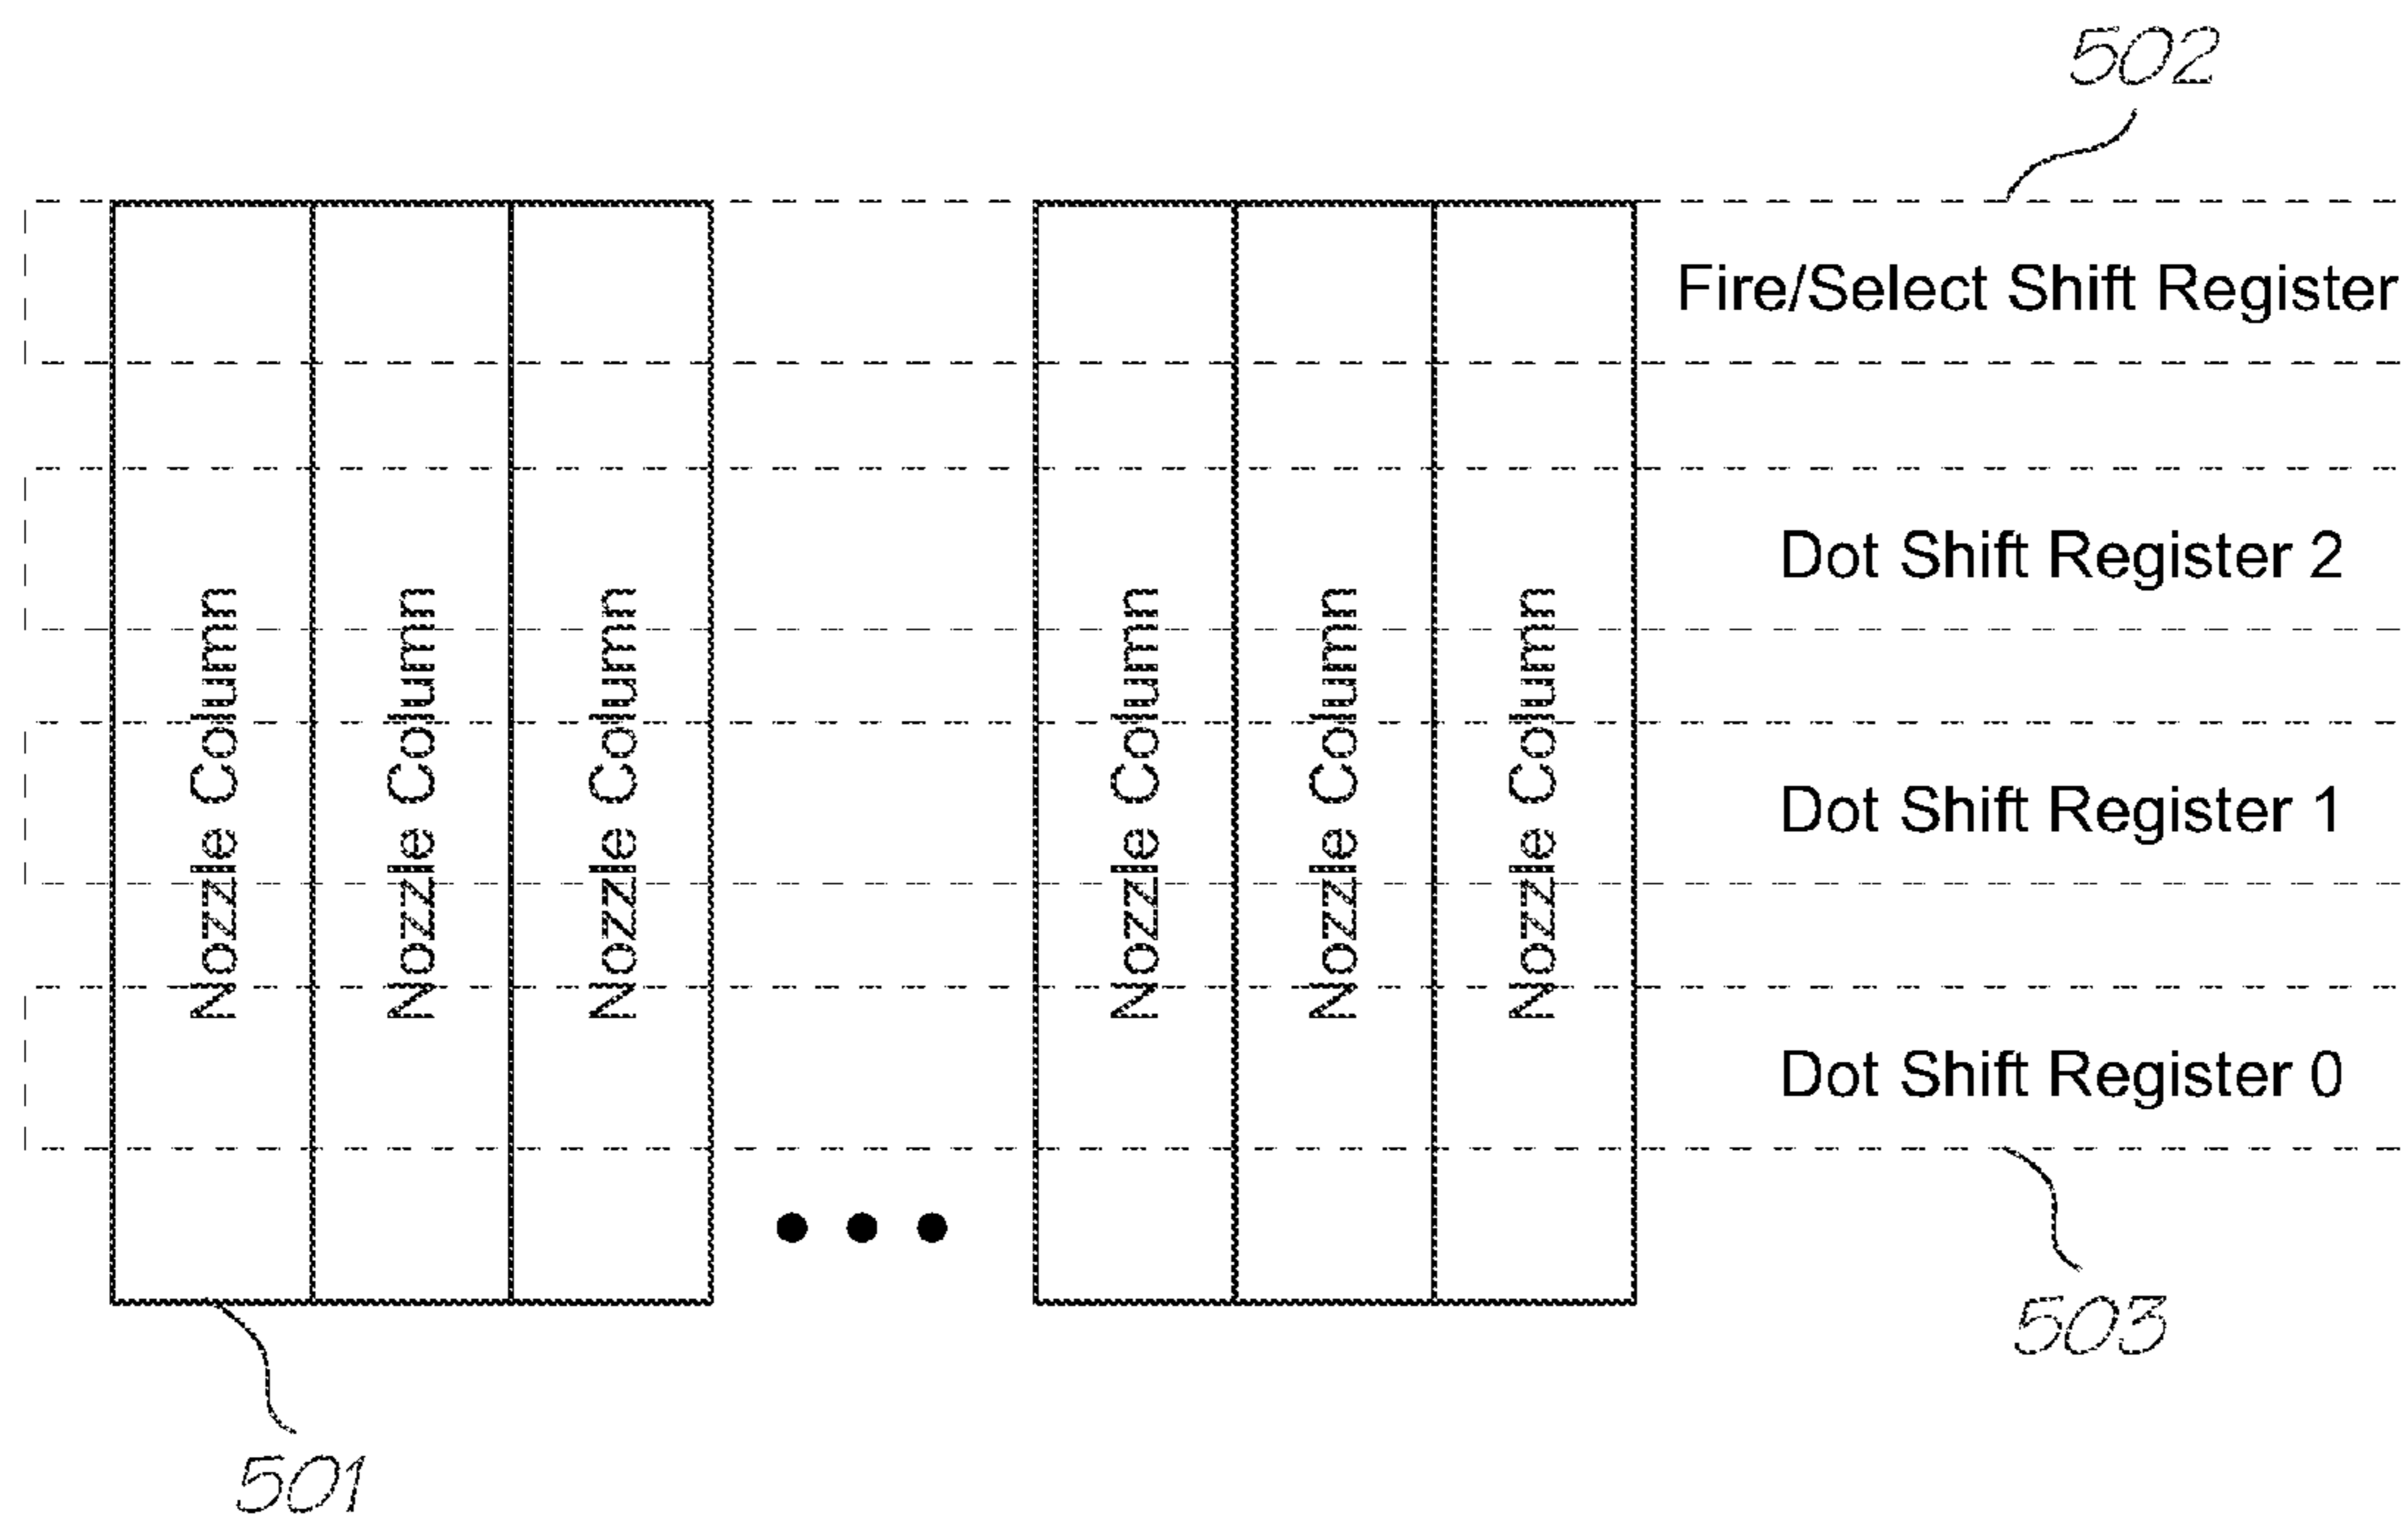 502
Fire/Select Shift Register
Dot Shift Register 2
Nozzle Column
Nozzle Column
Nozzle Column
Nozzle Column
Nozzle Column
Nozzle Column
Dot Shift Register 1
Dot Shift Register 0
503
501